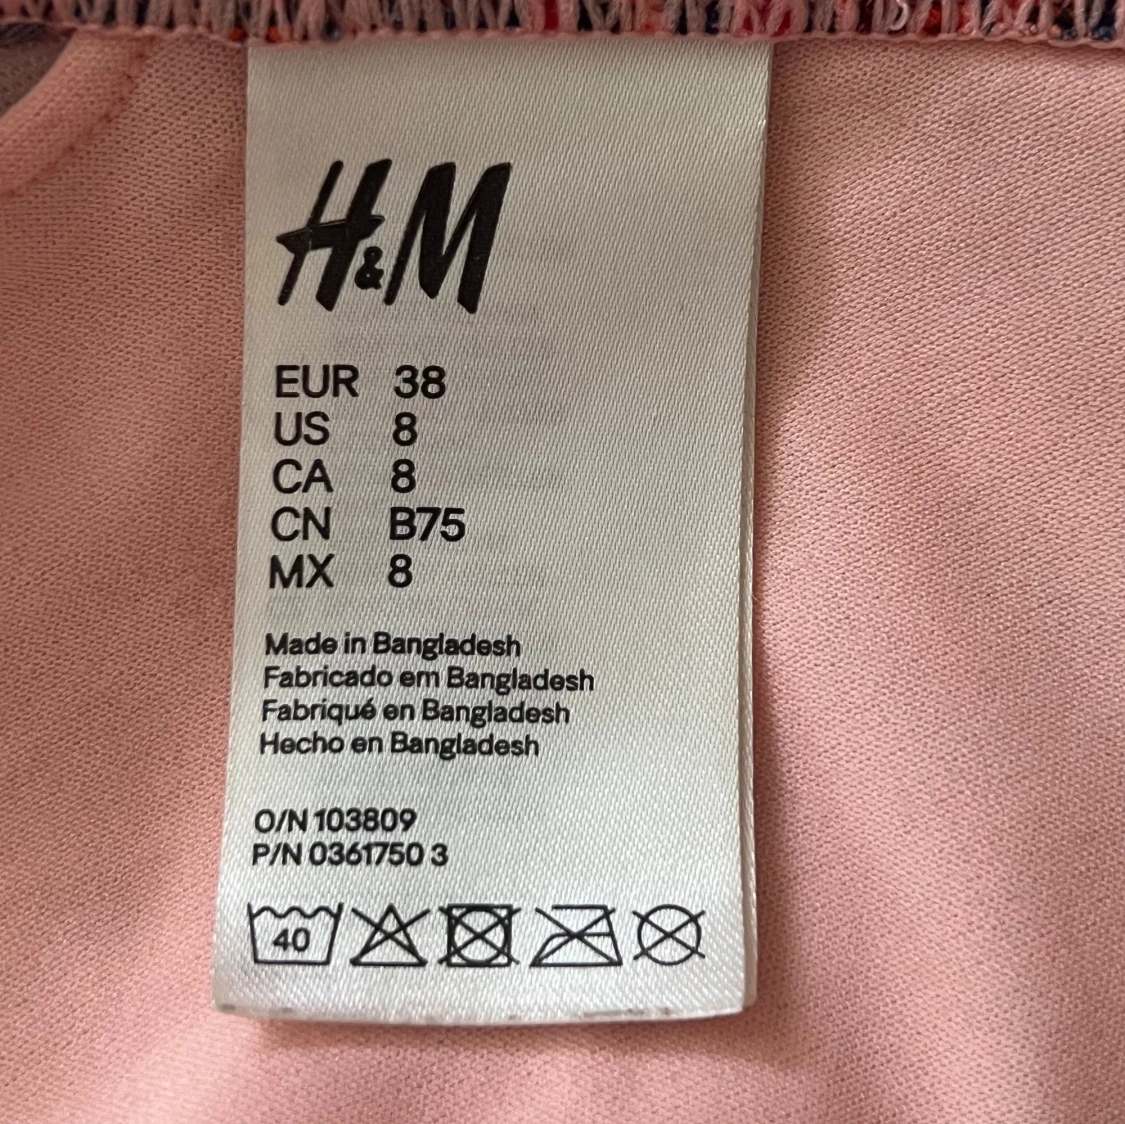 H&M
EUR 38
US 8
CA 8
CN B75
MX 8
Made in Bangladesh
Fabricado em Bangladesh
Fabriqué en Bangladesh
Hecho en Bangladesh
O/N 103809
P/N 0361750 3
40